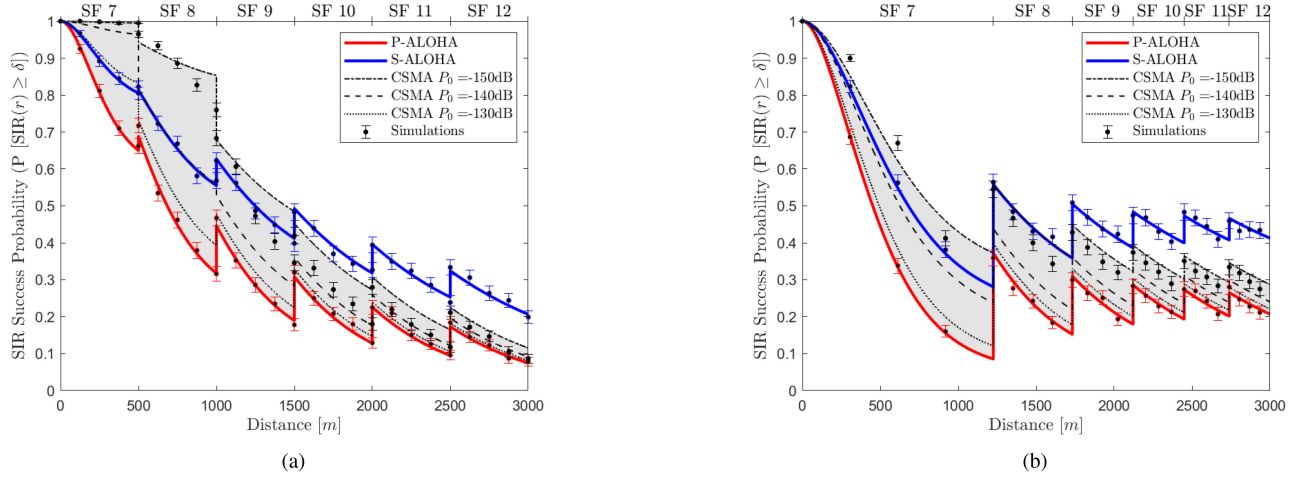 SF 7 SF 8 SF 9 SF 10 SF 11 SF 12
1
0.9
0.8
0.7
0.6
0.5
0.4
0.3
0.2
0.1
0
SIR Success Probability (P [SIR(r) ≥ δ])
P-ALOHA
S-ALOHA
CSMA P₀ =-150dB
CSMA P₀ =-140dB
CSMA P₀ =-130dB
Simulations
0 500 1000 1500 2000 2500 3000
Distance [m]
(a)
SF 7 SF 8 SF 9 SF 10 SF 11 SF 12
1
0.9
0.8
0.7
0.6
0.5
0.4
0.3
0.2
0.1
0
SIR Success Probability (P [SIR(r) ≥ δ])
P-ALOHA
S-ALOHA
CSMA P₀ =-150dB
CSMA P₀ =-140dB
CSMA P₀ =-130dB
Simulations
0 500 1000 1500 2000 2500 3000
Distance [m]
(b)